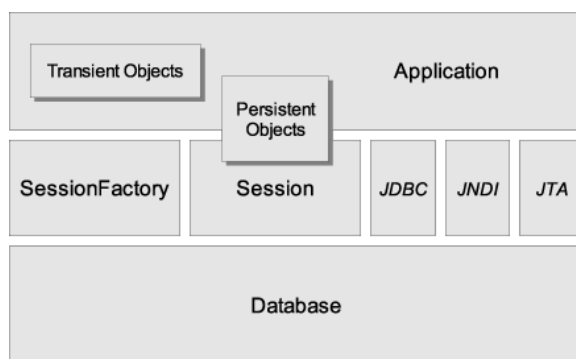 Transient Objects
Application
Persistent
Objects
SessionFactory
Session
JDBC
JNDI
JTA
Database